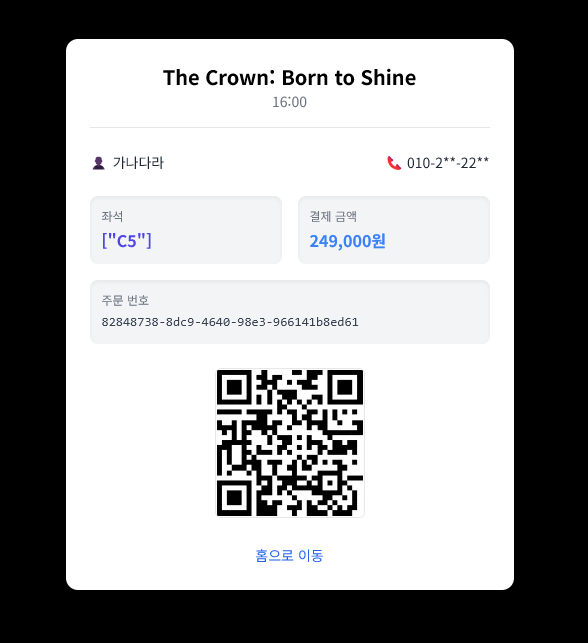 The Crown: Born to Shine
16:00
가나다라
010-2**-22**
좌석
["C5"]
결제 금액
249,000원
주문 번호
82848738-8dc9-4640-98e3-966141b8ed61
홈으로 이동